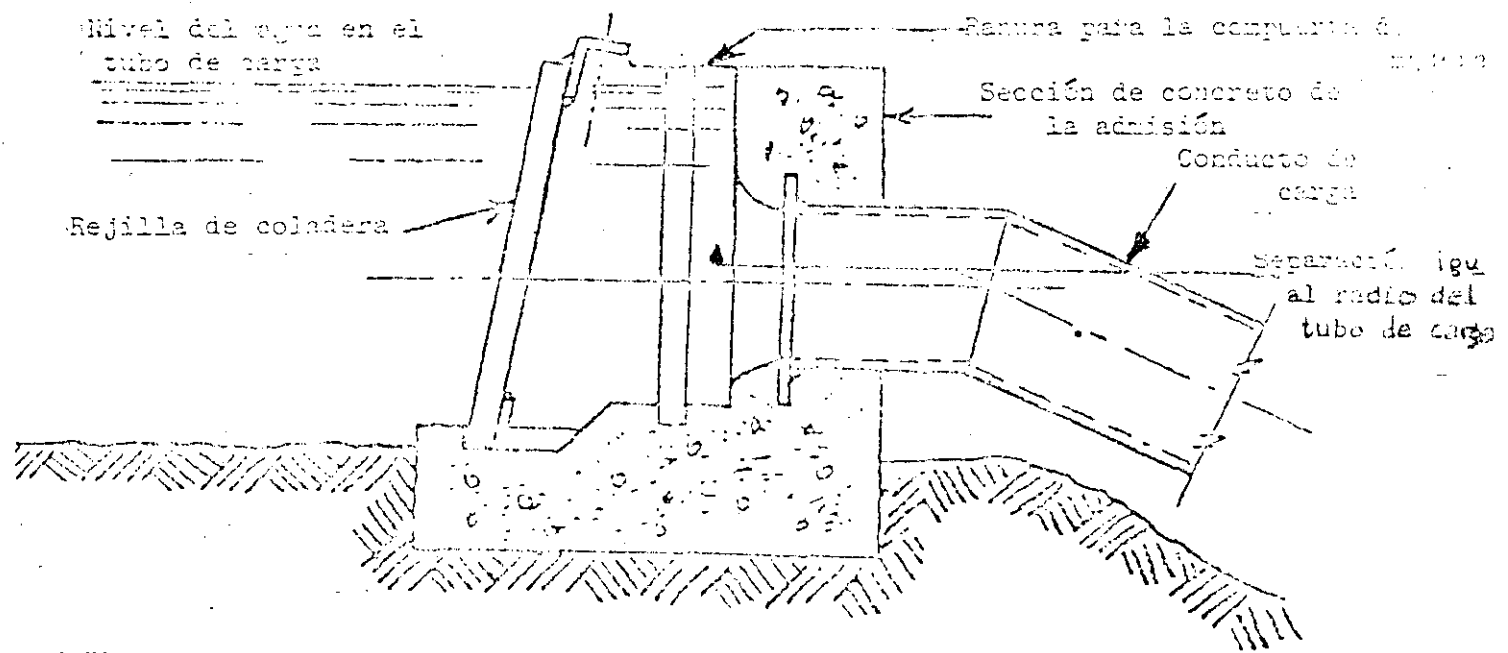 Nivel del agua en el
tubo de carga
Ranura para la compuerta
Sección de concreto de
la admisión
Conducto de
carga
Rejilla de coladera
al radio del
tubo de carga